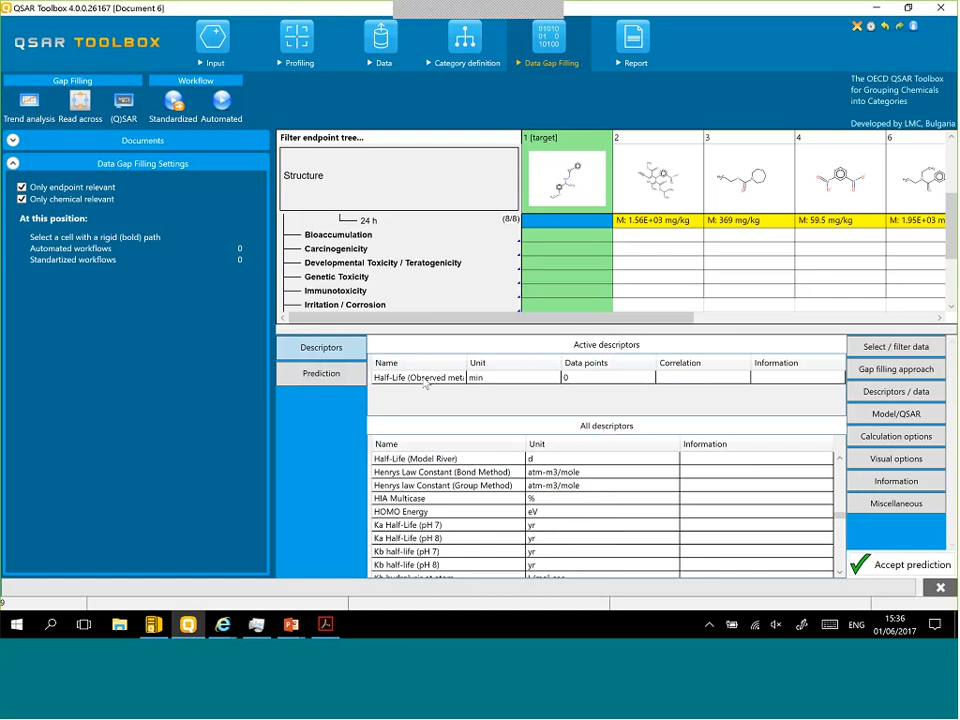 QSAR Toolbox 4.0.0.26167 [Document 6]
QSAR TOOLBOX
Input
Profiling
Data
Category definition
Data Gap Filling
Report
01010
01 0
10100
Gap Filling
Workflow
Trend analysis
Read across
(Q)SAR
Standardized
Automated
The OECD QSAR Toolbox
for Grouping Chemicals
into Categories
Developed by LMC, Bulgaria
Documents
Data Gap Filling Settings
Only endpoint relevant
Only chemical relevant
At this position:
Select a cell with a rigid (bold) path
Automated workflows 0
Standartized workflows 0
Filter endpoint tree...
1 [target]
2
3
4
6
Structure
24 h (8/8)
M: 1.56E+03 mg/kg
M: 369 mg/kg
M: 59.5 mg/kg
M: 1.95E+03 m
Bioaccumulation
Carcinogenicity
Developmental Toxicity / Teratogenicity
Genetic Toxicity
Immunotoxicity
Irritation / Corrosion
Descriptors
Prediction
Active descriptors
Name Unit Data points Correlation Information
Half-Life (Observed met min 0
All descriptors
Name Unit Information
Half-Life (Model River) d
Henrys Law Constant (Bond Method) atm-m3/mole
Henrys law Constant (Group Method) atm-m3/mole
HIA Multicase %
HOMO Energy eV
Ka Half-Life (pH 7) yr
Ka Half-Life (pH 8) yr
Kb half-life (pH 7) yr
Kb half-life (pH 8) yr
Select / filter data
Gap filling approach
Descriptors / data
Model/QSAR
Calculation options
Visual options
Information
Miscellaneous
Accept prediction
9
ENG
15:36
01/06/2017